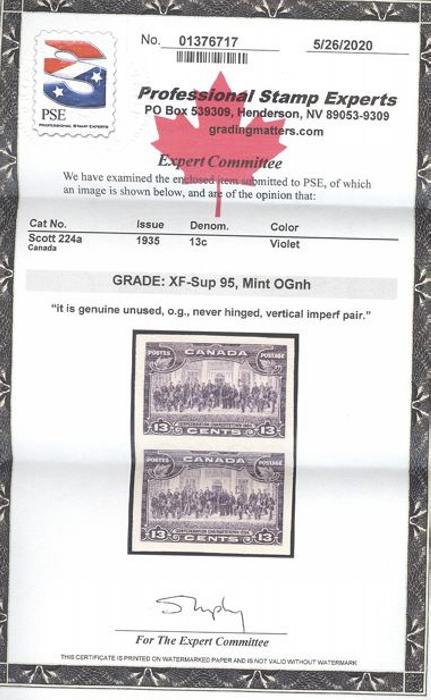 No. 01376717 5/26/2020
PSE
PROFESSIONAL STAMP EXPERTS
Professional Stamp Experts
PO Box 539309, Henderson, NV 89053-9309
gradingmatters.com
Expert Committee
We have examined the enclosed item submitted to PSE, of which
an image is shown below, and are of the opinion that:
Cat No. Issue Denom. Color
Scott 224a 1935 13c Violet
Canada
GRADE: XF-Sup 95, Mint OGnh
"it is genuine unused, o.g., never hinged, vertical imperf pair."
POSTES CANADA POSTAGE
13 CENTS 13
POSTES CANADA POSTAGE
13 CENTS 13
For The Expert Committee
THIS CERTIFICATE IS PRINTED ON WATERMARKED PAPER AND IS NOT VALID WITHOUT WATERMARK